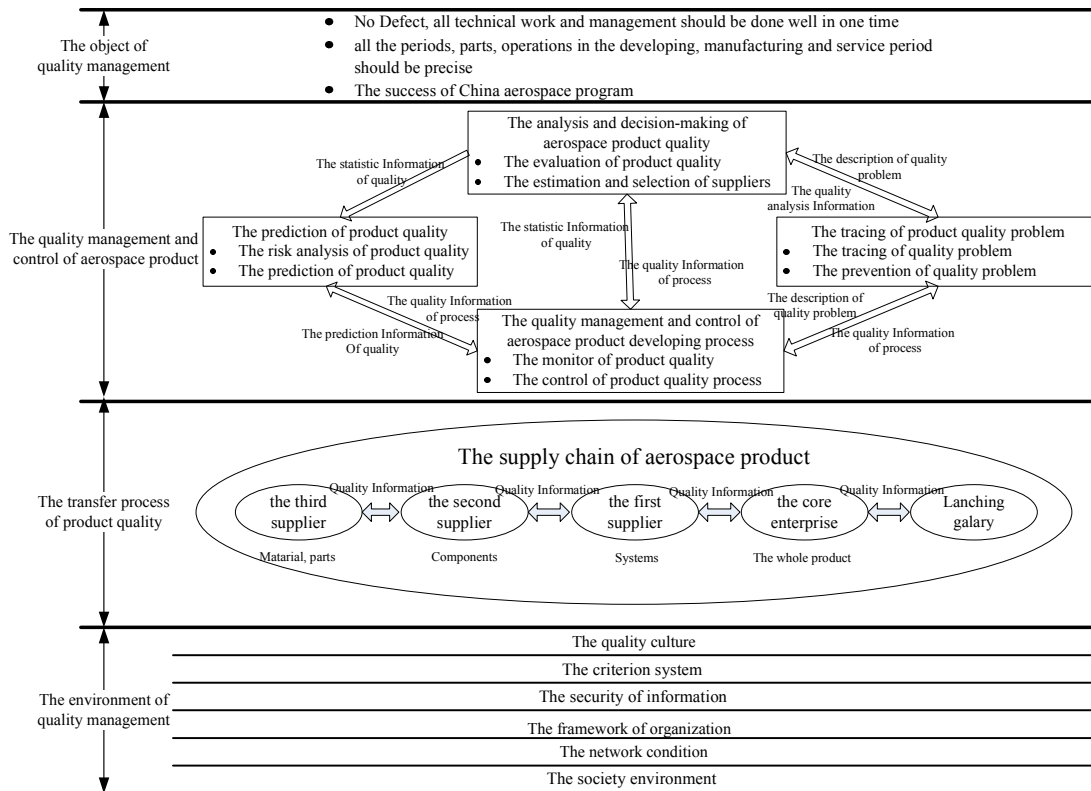 The object of
quality management
• No Defect, all technical work and management should be done well in one time
• all the periods, parts, operations in the developing, manufacturing and service period
should be precise
• The success of China aerospace program
The quality management and
control of aerospace product
The analysis and decision-making of
aerospace product quality
• The evaluation of product quality
• The estimation and selection of suppliers
The statistic Information
of quality
The description of quality
problem
The quality
analysis Information
The prediction of product quality
• The risk analysis of product quality
• The prediction of product quality
The statistic Information
of quality
The quality Information
of process
The tracing of product quality problem
• The tracing of quality problem
• The prevention of quality problem
The quality Information
of process
The prediction Information
Of quality
The description of
quality problem
The quality Information
of process
The quality management and control of
aerospace product developing process
• The monitor of product quality
• The control of product quality process
The transfer process
of product quality
The supply chain of aerospace product
Quality Information
Quality Information
Quality Information
Quality Information
the third
supplier
the second
supplier
the first
supplier
the core
enterprise
Lanching
galary
Matarial, parts
Components
Systems
The whole product
The environment of
quality management
The quality culture
The criterion system
The security of information
The framework of organization
The network condition
The society environment